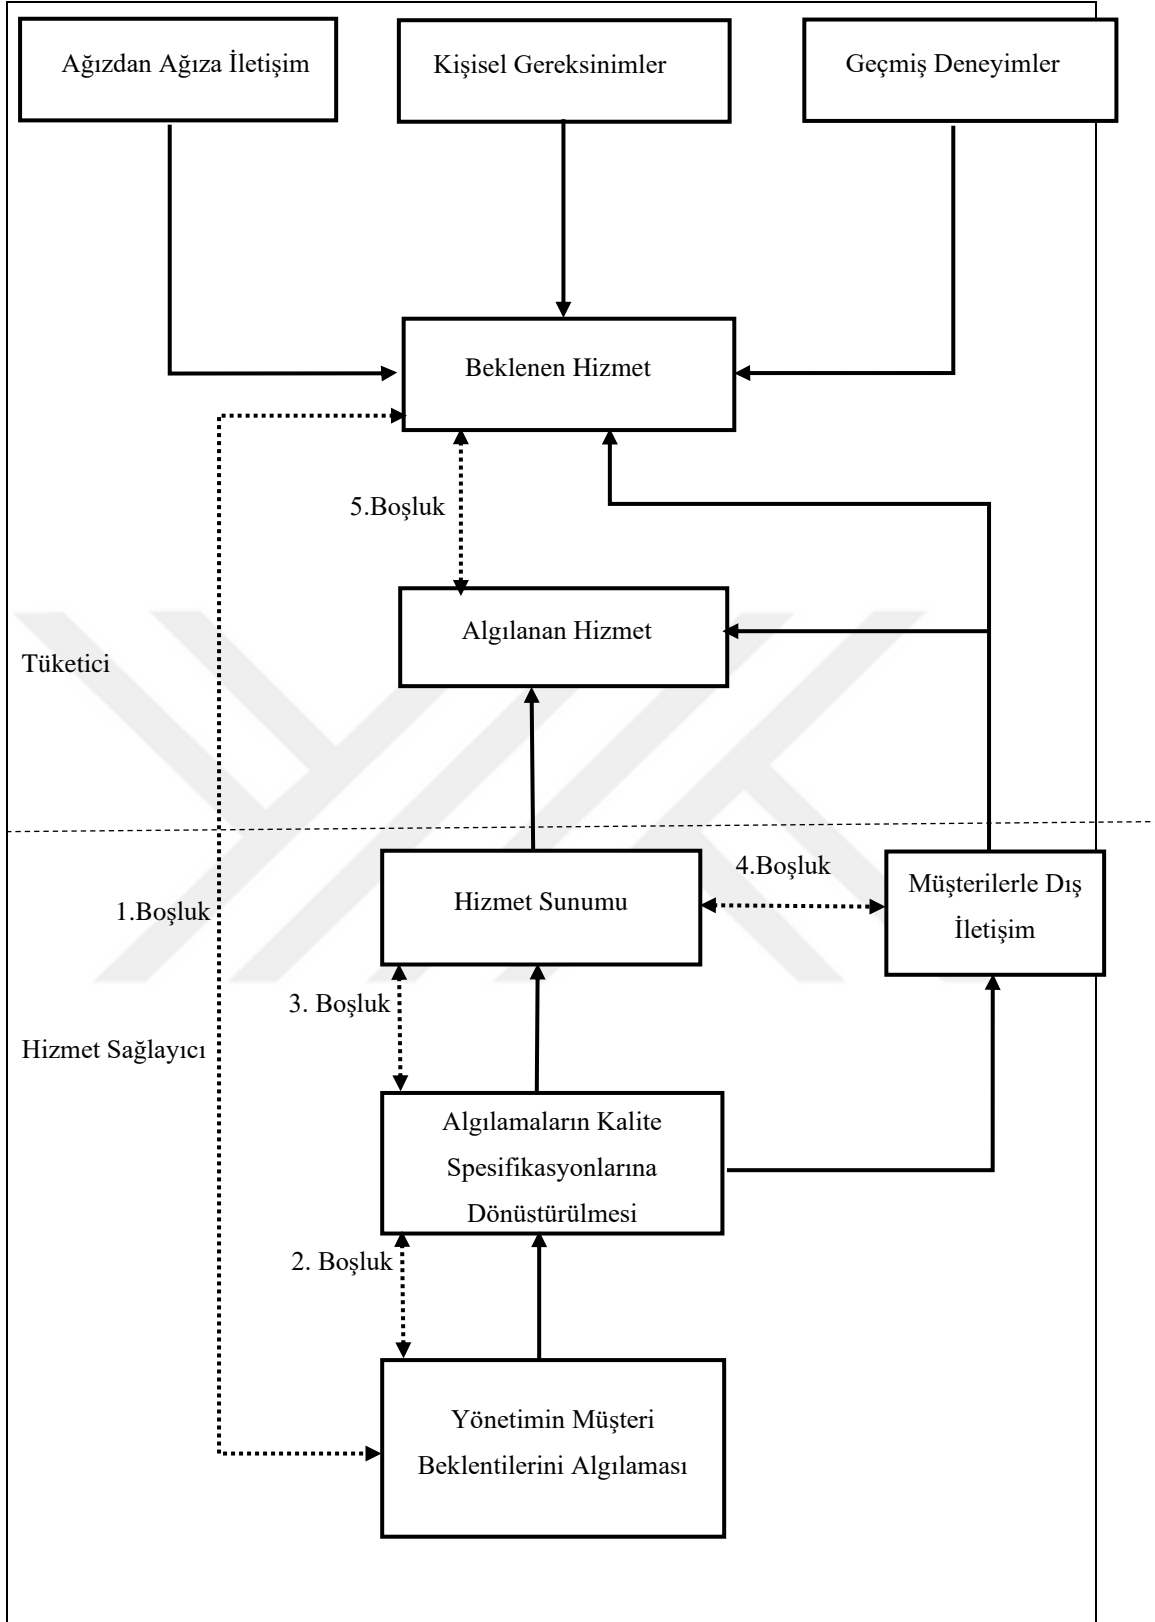 Ağızdan Ağıza İletişim
Kişisel Gereksinimler
Geçmiş Deneyimler
Beklenen Hizmet
5.Boşluk
Algılanan Hizmet
Tüketici
4.Boşluk
Müşterilerle Dış
İletişim
Hizmet Sunumu
1.Boşluk
3. Boşluk
Hizmet Sağlayıcı
Algılamaların Kalite
Spesifikasyonlarına
Dönüstürülmesi
2. Boşluk
Yönetimin Müşteri
Beklentilerini Algılaması